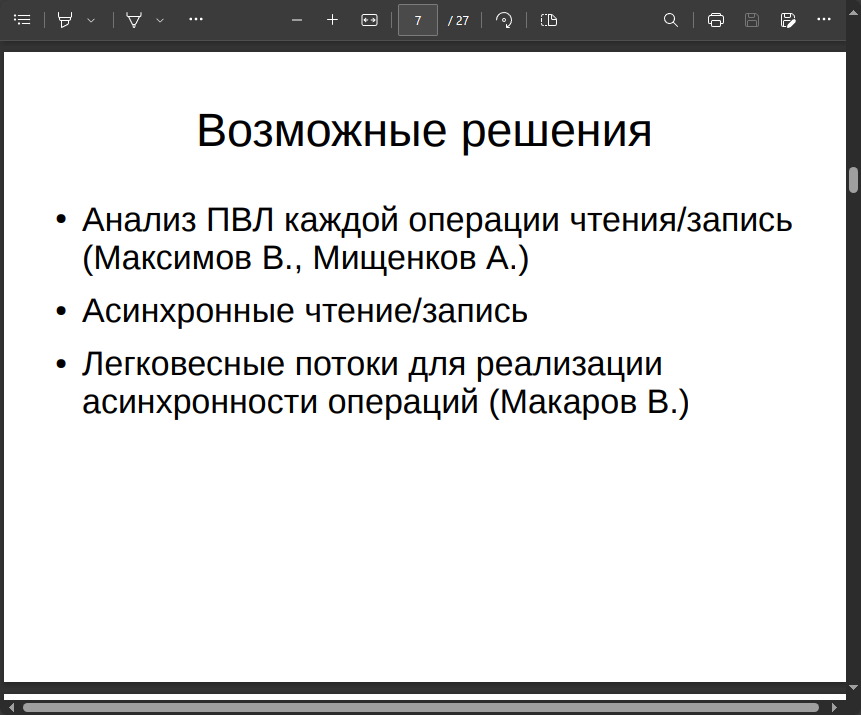 7 / 27
Возможные решения
• Анализ ПВЛ каждой операции чтения/запись
(Максимов В., Мищенков А.)
• Асинхронные чтение/запись
• Легковесные потоки для реализации
асинхронности операций (Макаров В.)